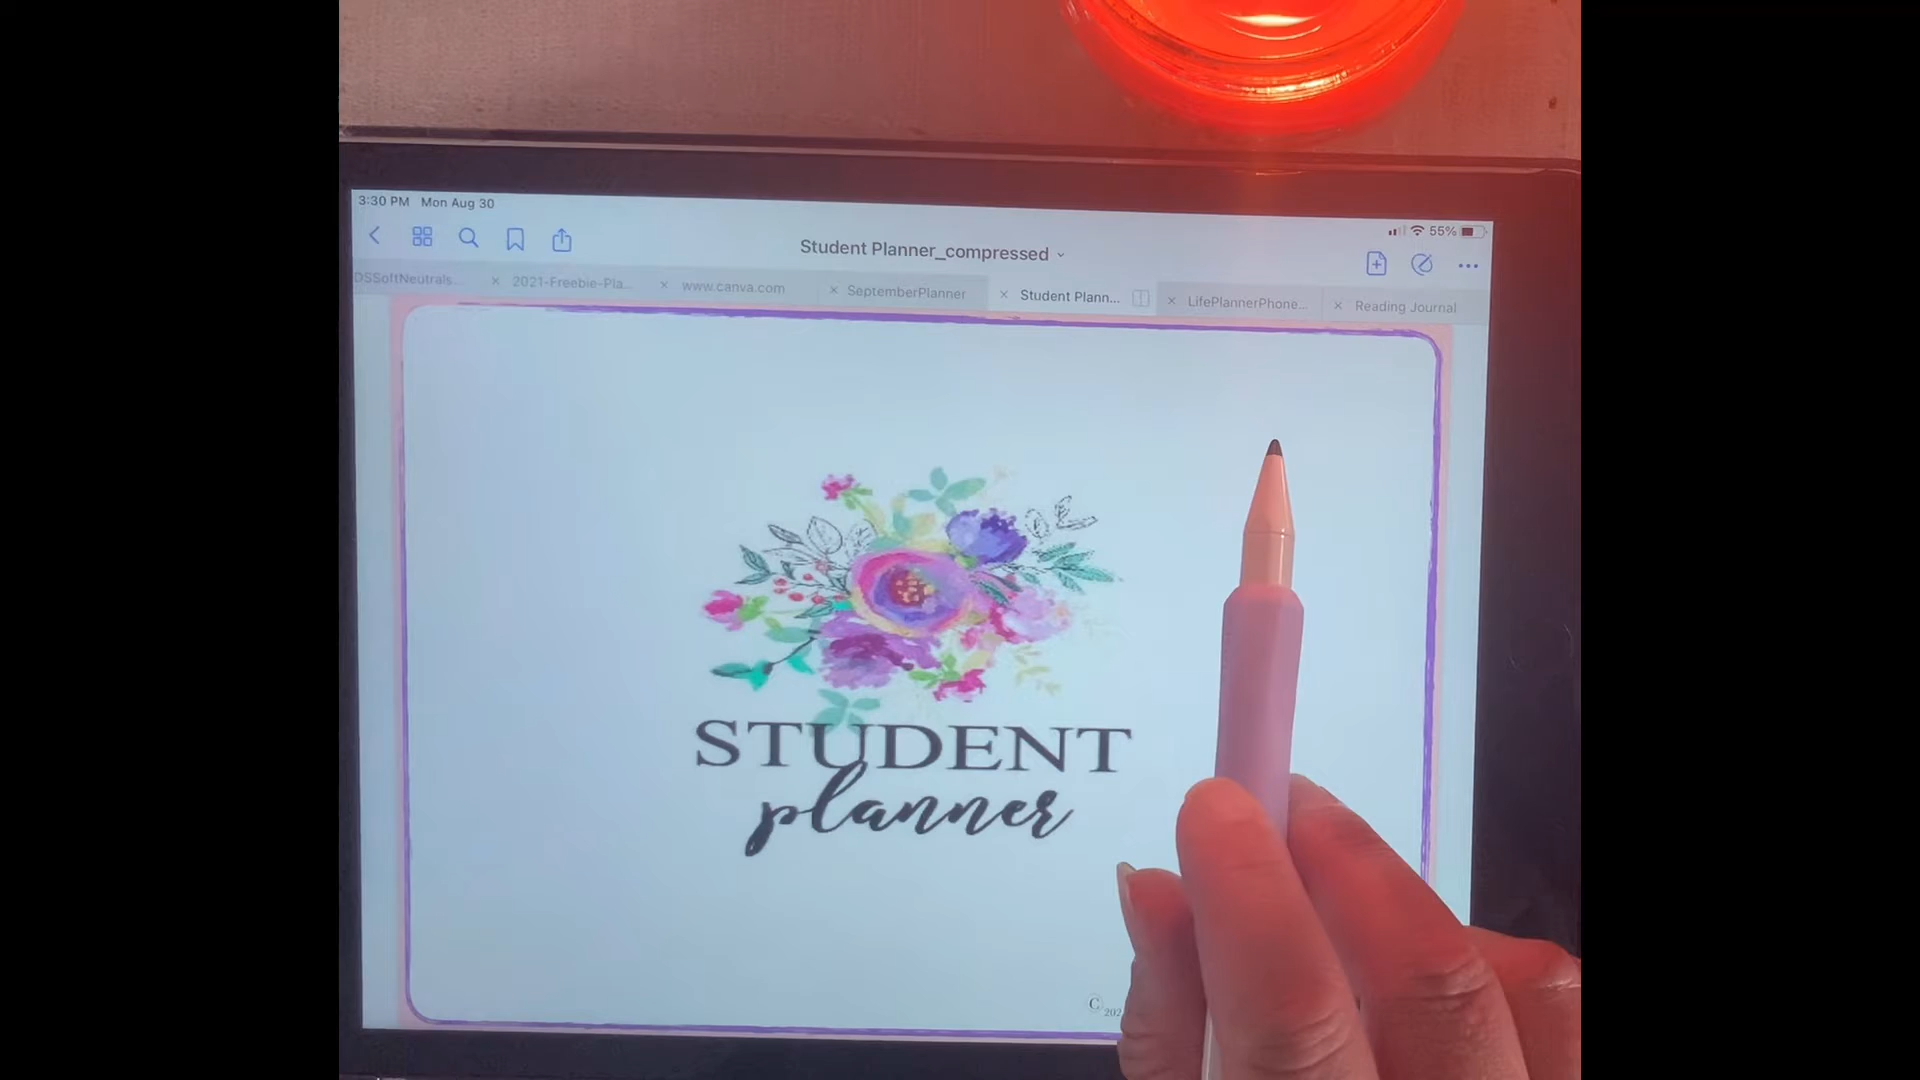 3:30 PM Mon Aug 30
55%
Student Planner_compressed
DSSoftNeutrals...
2021-Freebie-Pla...
www.canva.com
SeptemberPlanner
Student Plann...
LifePlannerPhone...
Reading Journal
STUDENT
planner
©